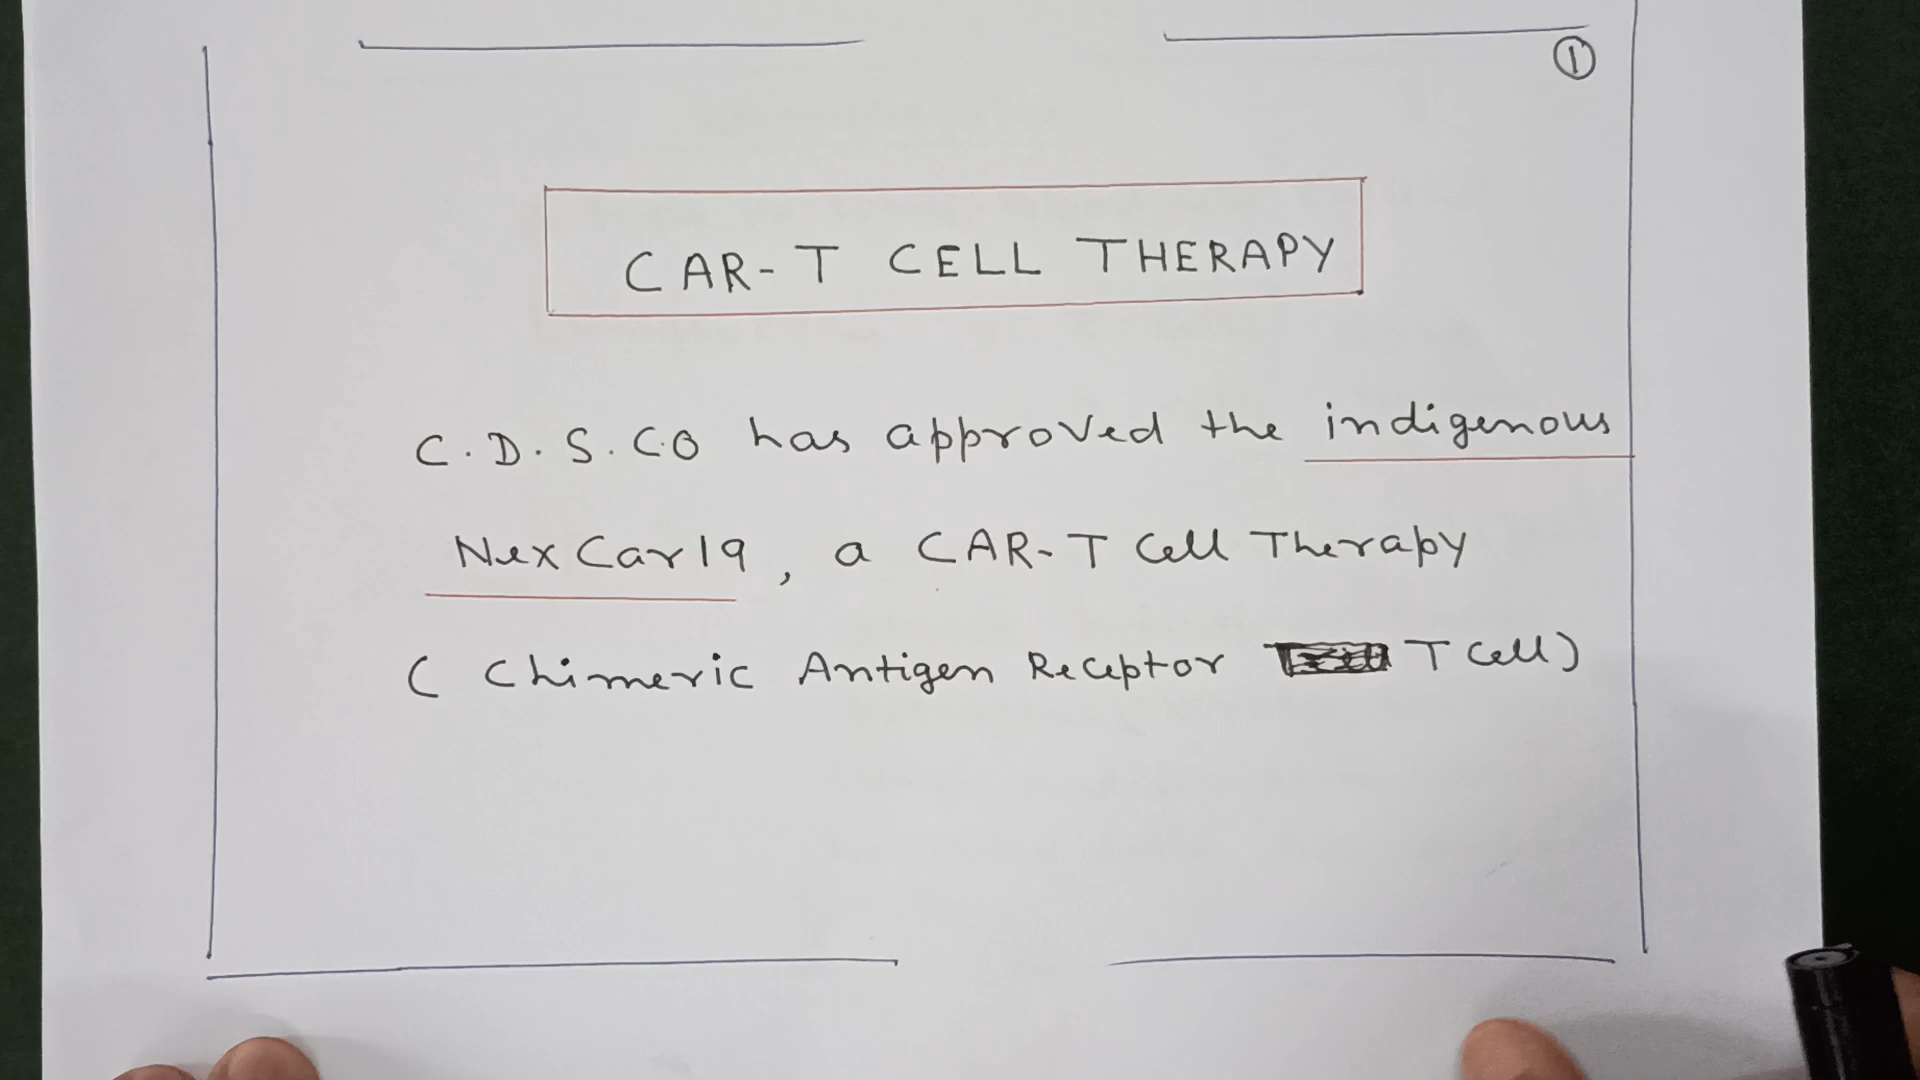 1
CAR-T CELL THERAPY
C.D.S.CO has approved the indigenous
NexCar19, a CAR-T Cell Therapy
( Chimeric Antigen Receptor T Cell)